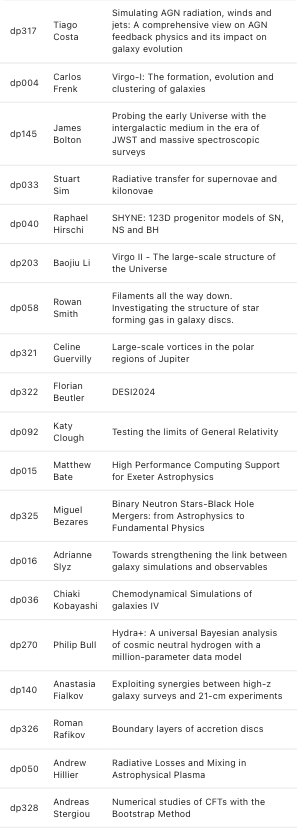 Simulating AGN radiation, winds and
dp317 Tiago Costa jets: A comprehensive view on AGN
feedback physics and its impact on
galaxy evolution
dp004 Carlos Frenk Virgo-I: The formation, evolution and
clustering of galaxies
dp145 James Bolton Probing the early Universe with the
intergalactic medium in the era of
JWST and massive spectroscopic
surveys
dp033 Stuart Sim Radiative transfer for supernovae and
kilonovae
dp040 Raphael Hirschi SHYNE: 123D progenitor models of SN,
NS and BH
dp203 Baojiu Li Virgo II - The large-scale structure of
the Universe
dp058 Rowan Smith Filaments all the way down.
Investigating the structure of star
forming gas in galaxy discs.
dp321 Celine Guervilly Large-scale vortices in the polar
regions of Jupiter
dp322 Florian Beutler DESI2024
dp092 Katy Clough Testing the limits of General Relativity
dp015 Matthew Bate High Performance Computing Support
for Exeter Astrophysics
dp325 Miguel Bezares Binary Neutron Stars-Black Hole
Mergers: from Astrophysics to
Fundamental Physics
dp016 Adrianne Slyz Towards strengthening the link between
galaxy simulations and observables
dp036 Chiaki Kobayashi Chemodynamical Simulations of
galaxies IV
dp270 Philip Bull Hydra+: A universal Bayesian analysis
of cosmic neutral hydrogen with a
million-parameter data model
dp140 Anastasia Fialkov Exploiting synergies between high-z
galaxy surveys and 21-cm experiments
dp326 Roman Rafikov Boundary layers of accretion discs
dp050 Andrew Hillier Radiative Losses and Mixing in
Astrophysical Plasma
dp328 Andreas Stergiou Numerical studies of CFTs with the
Bootstrap Method